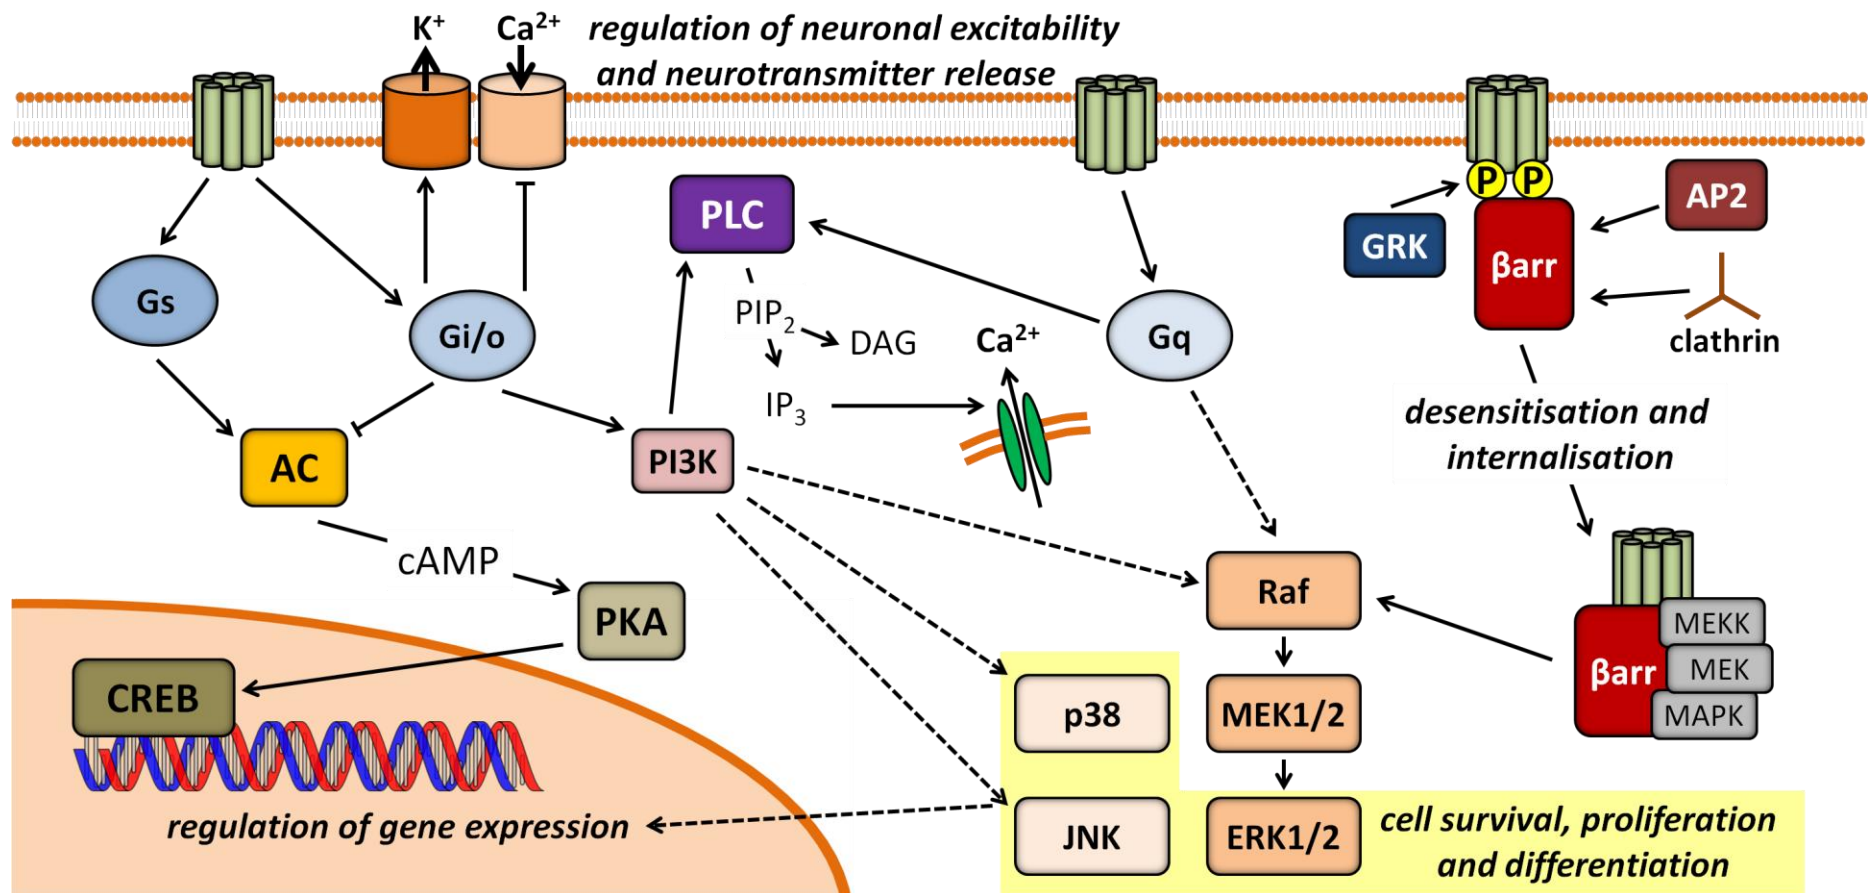 K⁺
Ca²⁺
regulation of neuronal excitability
and neurotransmitter release
P
P
AP2
PLC
GRK
βarr
Gs
PIP₂
Gi/o
DAG
Ca²⁺
Gq
clathrin
IP₃
desensitisation and
internalisation
AC
PI3K
cAMP
Raf
PKA
MEKK
βarr
MEK
MAPK
CREB
p38
MEK1/2
regulation of gene expression
JNK
ERK1/2
cell survival, proliferation
and differentiation